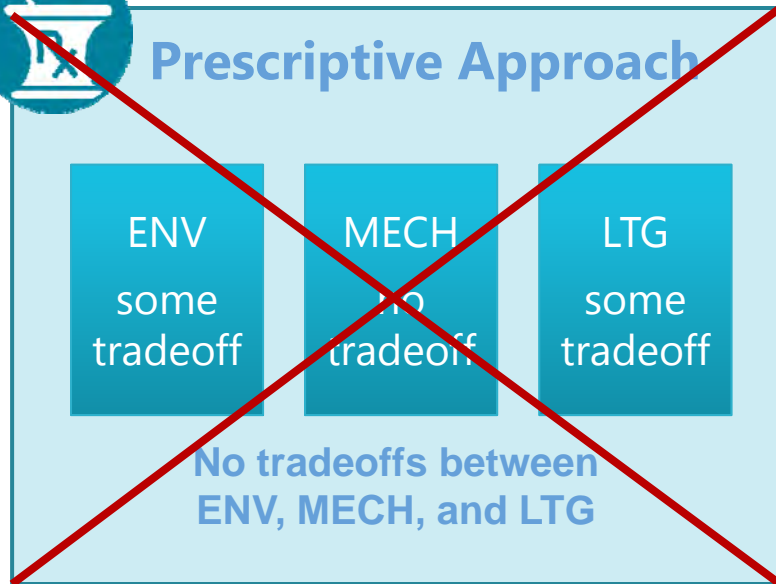 Rx
Prescriptive Approach
ENV
some
tradeoff
MECH
no
tradeoff
LTG
some
tradeoff
No tradeoffs between
ENV, MECH, and LTG